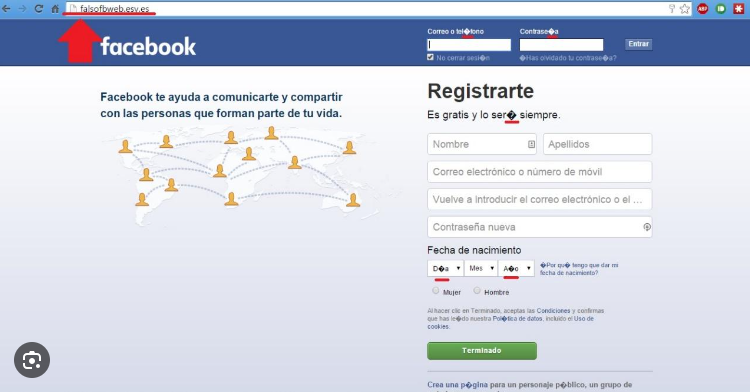 falsofbweb.esv.es
ABP
facebook
Correo o tel�fono
Contrase�a
Entrar
No cerrar sesi�n
�Has olvidado tu contrase�a?
Facebook te ayuda a comunicarte y compartir
con las personas que forman parte de tu vida.
Registrarte
Es gratis y lo ser� siempre.
Nombre
Apellidos
Correo electrónico o número de móvil
Vuelve a introducir el correo electrónico o el ...
Contraseña nueva
Fecha de nacimiento
D�a Mes A�o
�Por qu� tengo que dar mi
fecha de nacimiento?
Mujer Hombre
Al hacer clic en Terminado, aceptas las Condiciones y confirmas
que has le�do nuestra Pol�tica de datos, incluido el Uso de
cookies.
Terminado
Crea una p�gina para un personaje p�blico, un grupo de